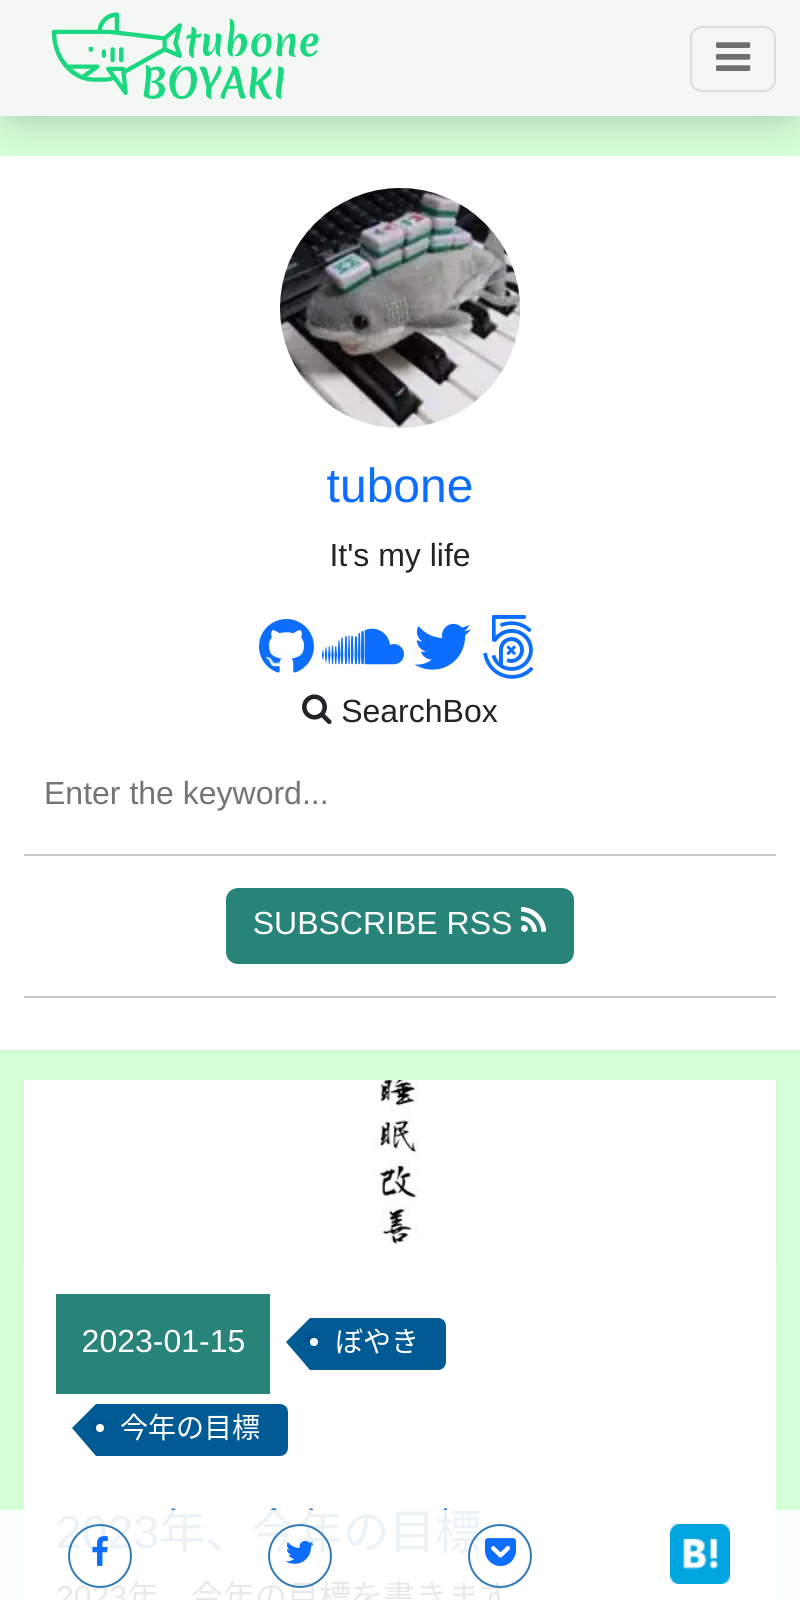 tubone
BOYAKI
tubone
It's my life
SearchBox
Enter the keyword...
SUBSCRIBE RSS
睡眠改善
2023-01-15
ぼやき
今年の目標
2023年、今年の目標
2023年、今年の目標を書きます
B!